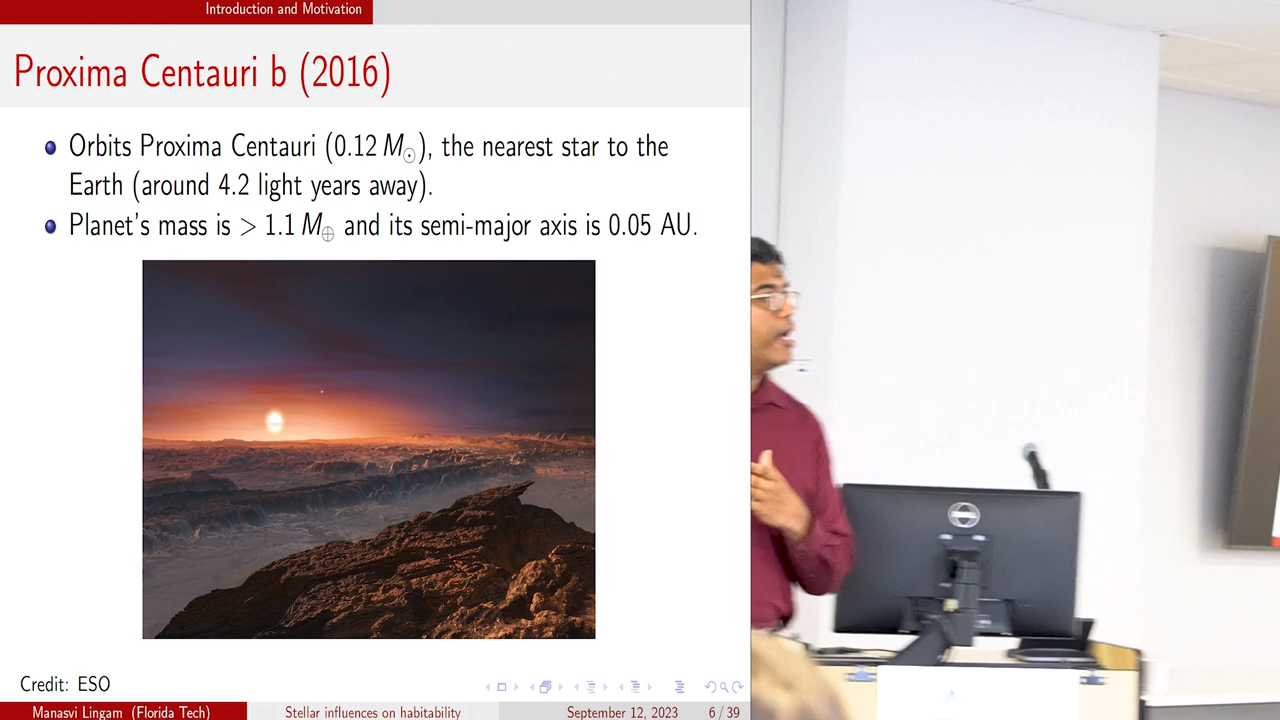 Introduction and Motivation
Proxima Centauri b (2016)
Orbits Proxima Centauri (0.12 M☉), the nearest star to the
Earth (around 4.2 light years away).
Planet's mass is > 1.1 M⊕ and its semi-major axis is 0.05 AU.
Credit: ESO
Manasvi Lingam (Florida Tech) Stellar influences on habitability September 12, 2023 6 / 39